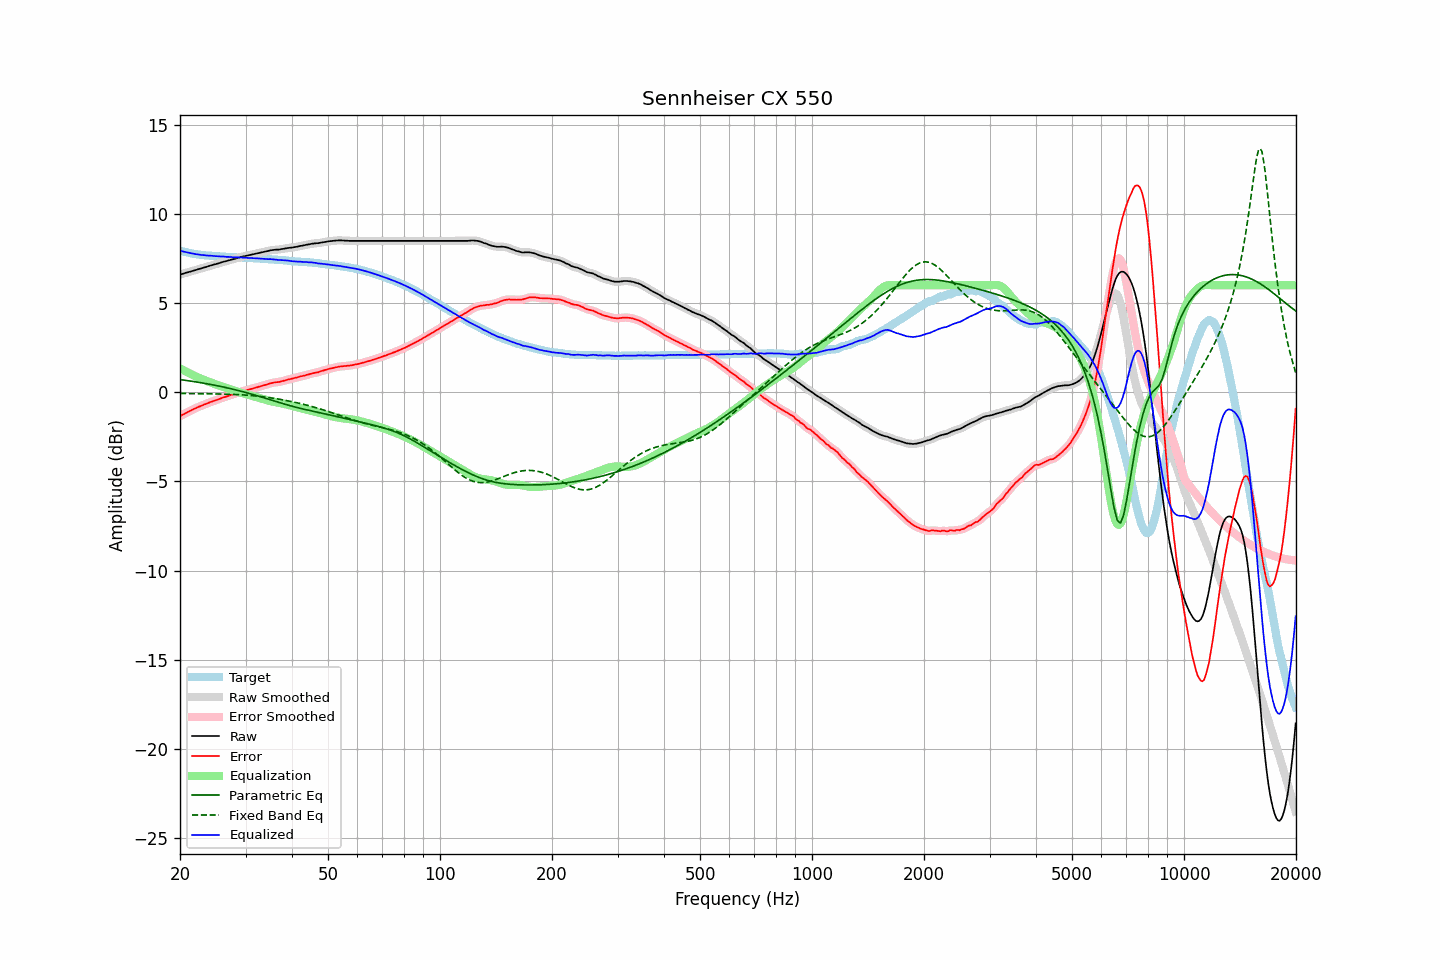 Sennheiser CX 550
15
10
5
0
−5
−10
−15
−20
−25
Amplitude (dBr)
Target
Raw Smoothed
Error Smoothed
Raw
Error
Equalization
Parametric Eq
Fixed Band Eq
Equalized
20 50 100 200 500 1000 2000 5000 10000 20000
Frequency (Hz)